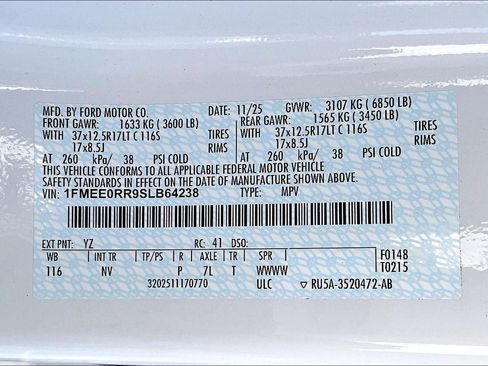 MFD. BY FORD MOTOR CO. DATE: 11/25 GVWR: 3107 KG (6850 LB)
FRONT GAWR: 1633 KG (3600 LB) REAR GAWR: 1565 KG (3450 LB)
WITH 37x12.5R17LT C 116S TIRES WITH 37x12.5R17LT C 116S TIRES
17x8.5J RIMS 17x8.5J RIMS
AT 260 kPa/ 38 PSI COLD AT 260 kPa/ 38 PSI COLD
THIS VEHICLE CONFORMS TO ALL APPLICABLE FEDERAL MOTOR VEHICLE
SAFETY STANDARDS IN EFFECT ON THE DATE OF MANUFACTURE SHOWN ABOVE.
VIN: 1FMEE0RR9SLB64238 TYPE: MPV
EXT PNT: YZ RC: 41 DSO:
WB INT TR TP/PS R AXLE TR SPR
116 NV P 7L T WWWW
F0148
T0215
3202511170770 ULC RU5A-3520472-AB